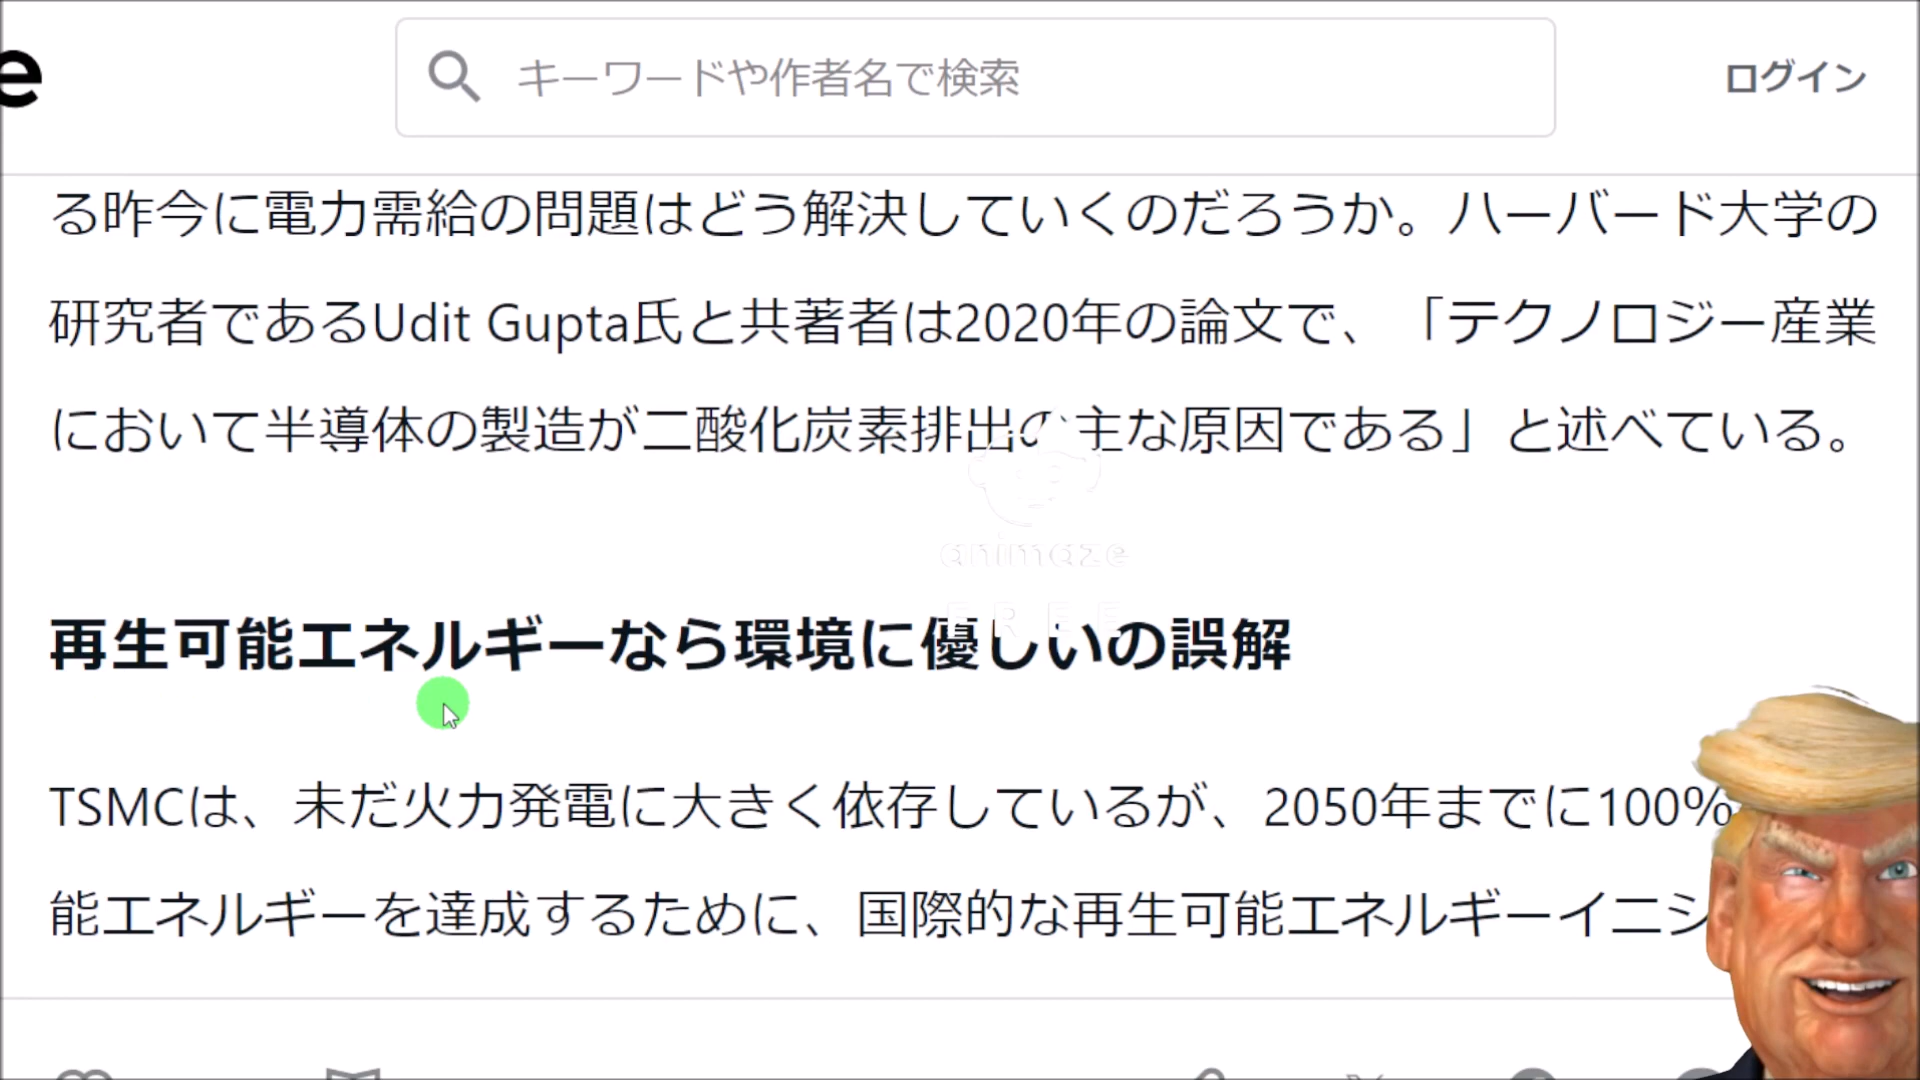 e
キーワードや作者名で検索
ログイン
る昨今に電力需給の問題はどう解決していくのだろうか。ハーバード大学の
研究者であるUdit Gupta氏と共著者は2020年の論文で、「テクノロジー産業
において半導体の製造が二酸化炭素排出の主な原因である」と述べている。
animaze
FREE
再生可能エネルギーなら環境に優しいの誤解
TSMCは、未だ火力発電に大きく依存しているが、2050年までに100%
能エネルギーを達成するために、国際的な再生可能エネルギーイニシ